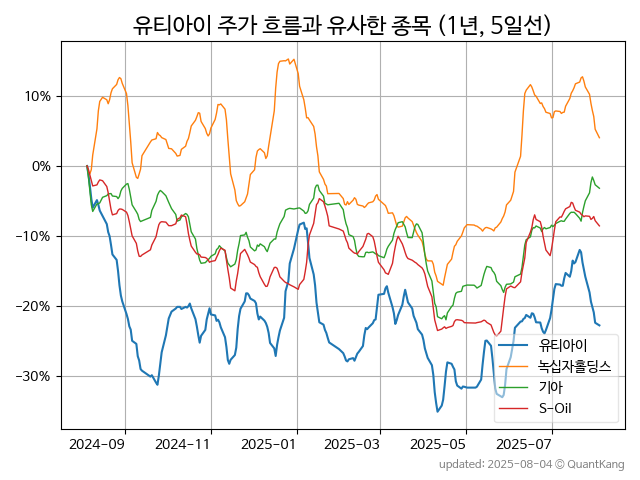 유티아이 주가 흐름과 유사한 종목 (1년, 5일선)
10%
0%
−10%
−20%
−30%
유티아이
녹십자홀딩스
기아
S-Oil
2024-09
2024-11
2025-01
2025-03
2025-05
2025-07
updated: 2025-08-04 © QuantKang